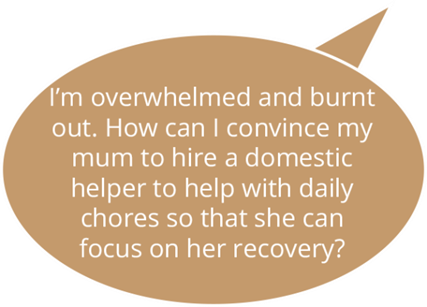 I’m overwhelmed and burnt
out. How can I convince my
mum to hire a domestic
helper to help with daily
chores so that she can
focus on her recovery?